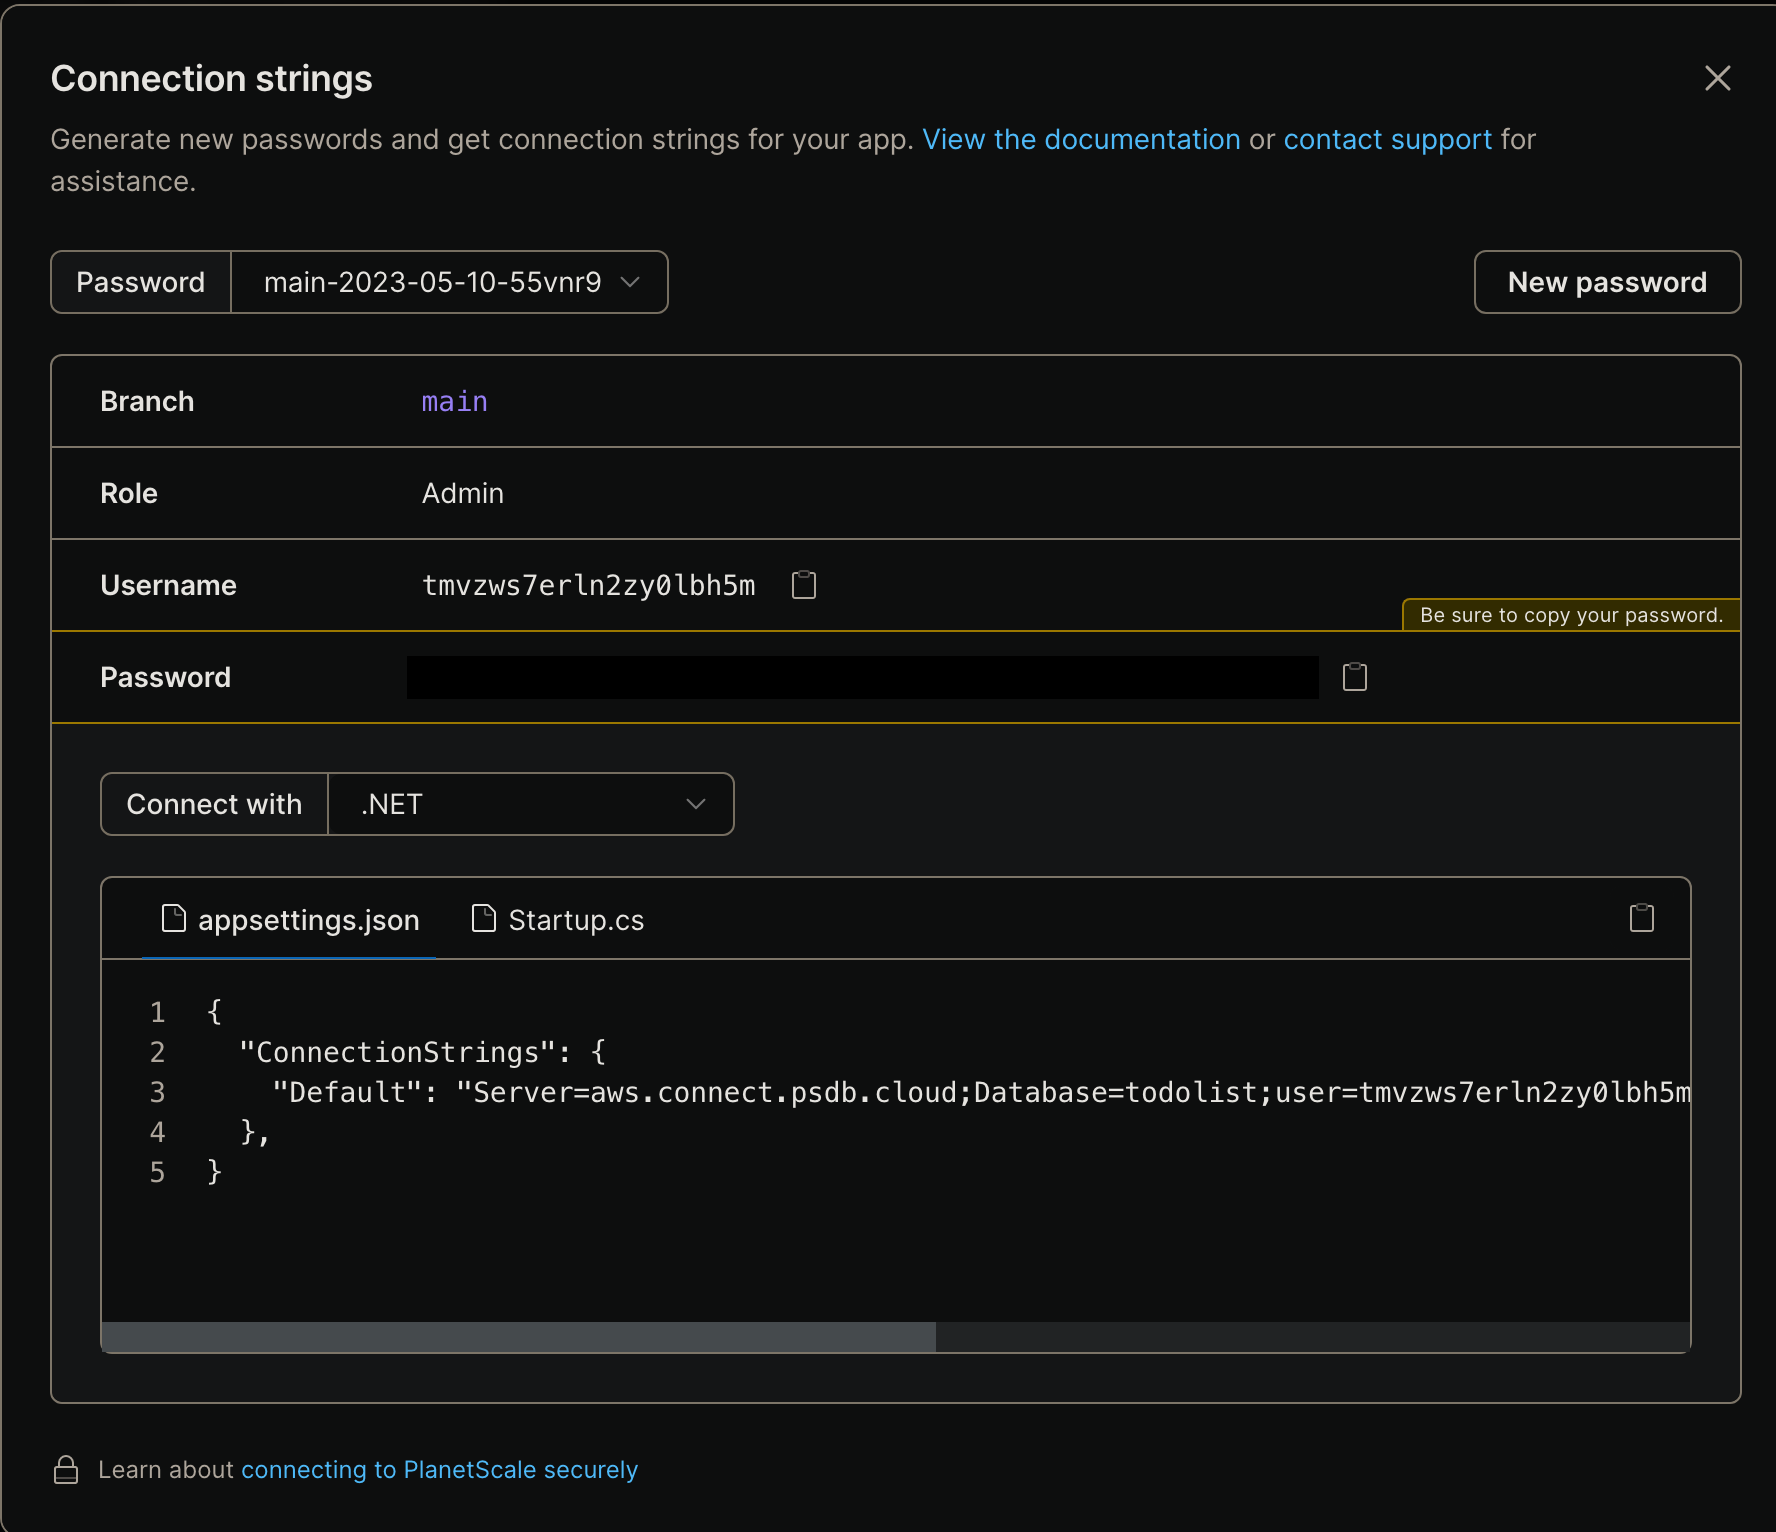 Connection strings
Generate new passwords and get connection strings for your app. View the documentation or contact support for
assistance.
Password main-2023-05-10-55vnr9
New password
Branch main
Role Admin
Username tmvzws7erln2zy0lbh5m
Be sure to copy your password.
Password
Connect with .NET
appsettings.json Startup.cs
1 {
2 "ConnectionStrings": {
3 "Default": "Server=aws.connect.psdb.cloud;Database=todolist;user=tmvzws7erln2zy0lbh5m
4 },
5 }
Learn about connecting to PlanetScale securely